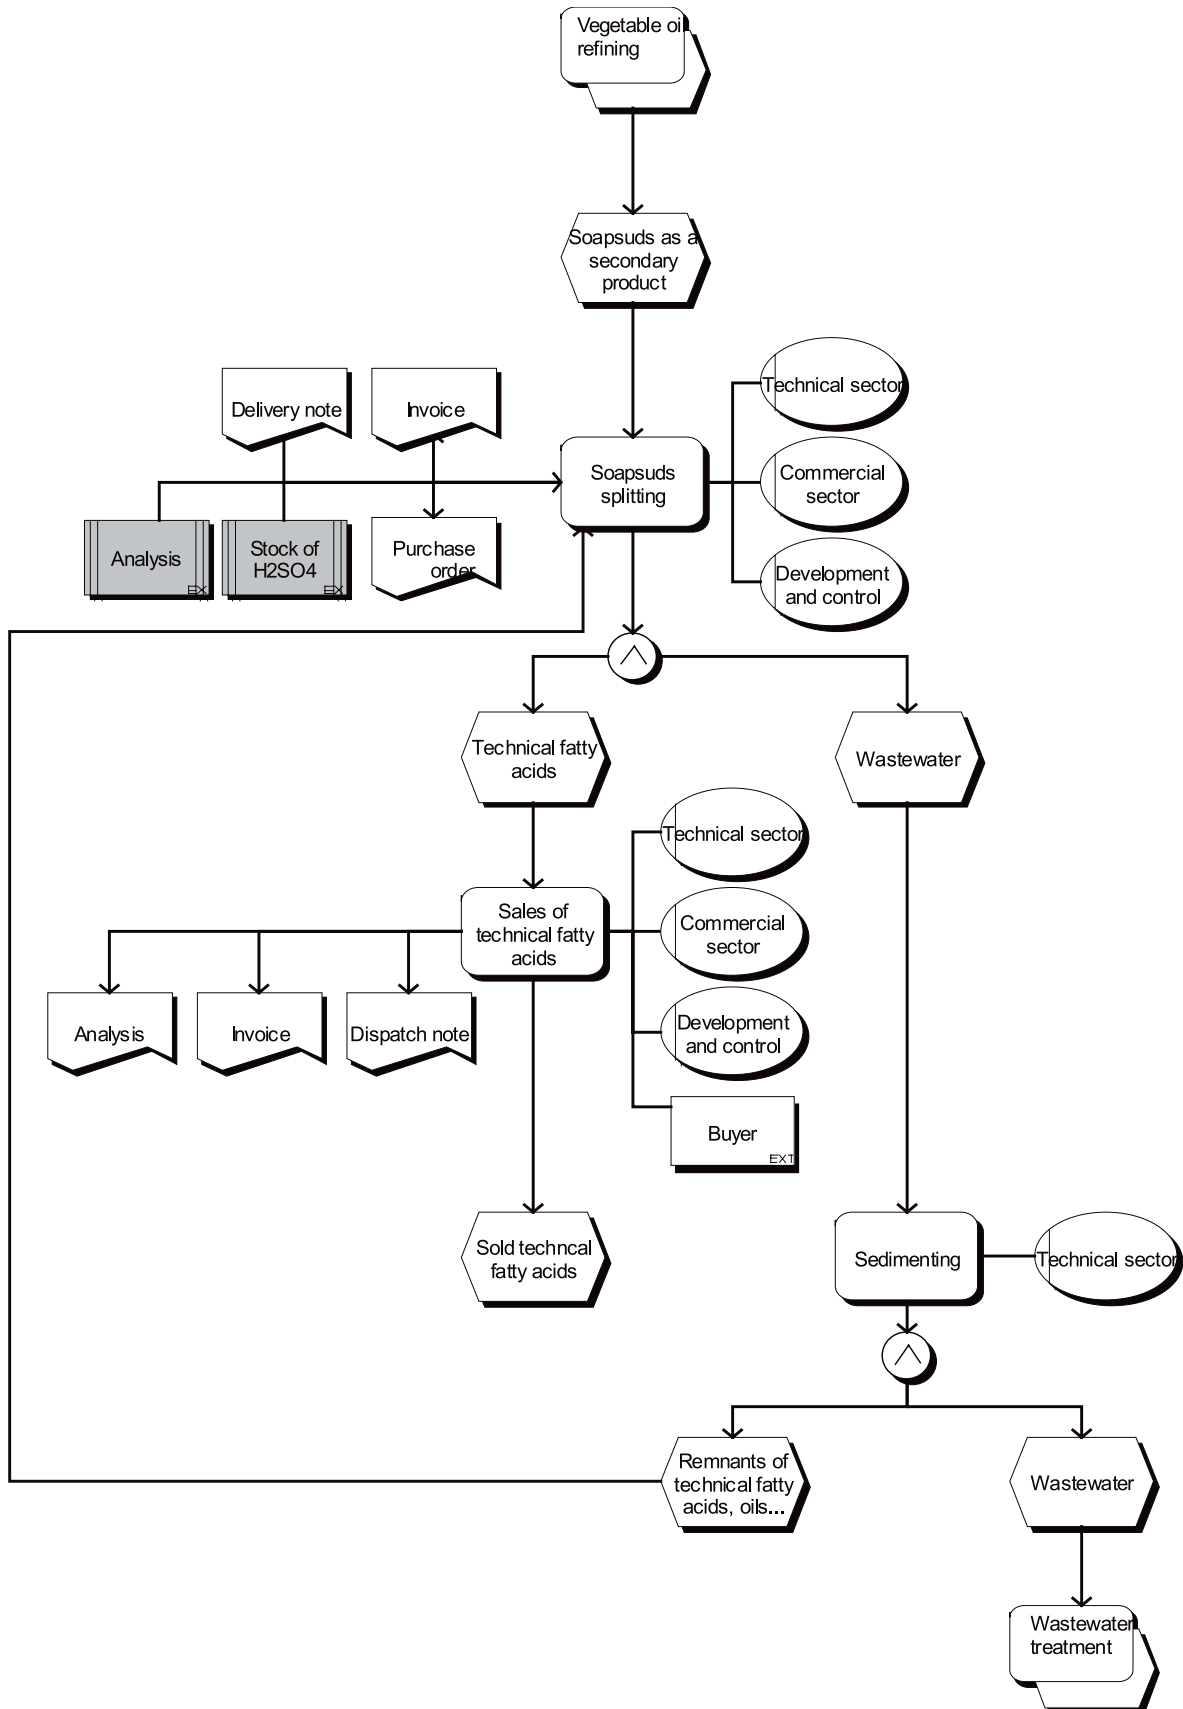 Vegetable oil
refining
Soapsuds as a
secondary
product
Technical sector
Delivery note
Invoice
Soapsuds
splitting
Commercial
sector
Analysis
EX
Stock of
H2SO4
EX
Purchase
order
Development
and control
Technical fatty
acids
Wastewater
Technical sector
Sales of
technical fatty
acids
Commercial
sector
Analysis
Invoice
Dispatch note
Development
and control
Buyer
EXT
Sold techncal
fatty acids
Sedimenting
Technical sector
Remnants of
technical fatty
acids, oils...
Wastewater
Wastewater
treatment